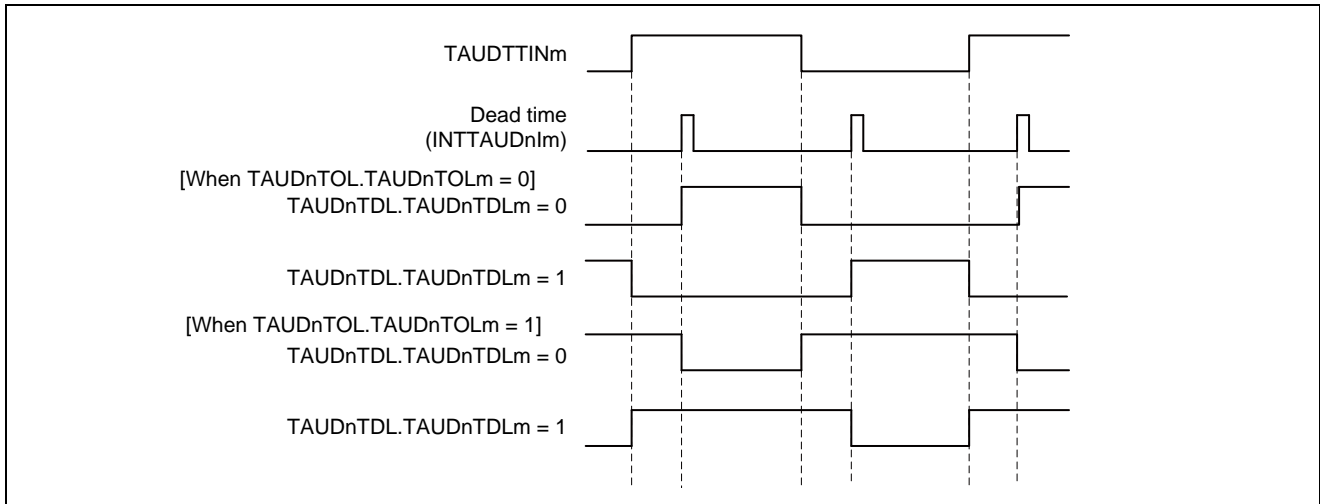 TAUDTTINm
Dead time
(INTTAUDnIm)
[When TAUDnTOL.TAUDnTOLm = 0]
TAUDnTDL.TAUDnTDLm = 0
TAUDnTDL.TAUDnTDLm = 1
[When TAUDnTOL.TAUDnTOLm = 1]
TAUDnTDL.TAUDnTDLm = 0
TAUDnTDL.TAUDnTDLm = 1